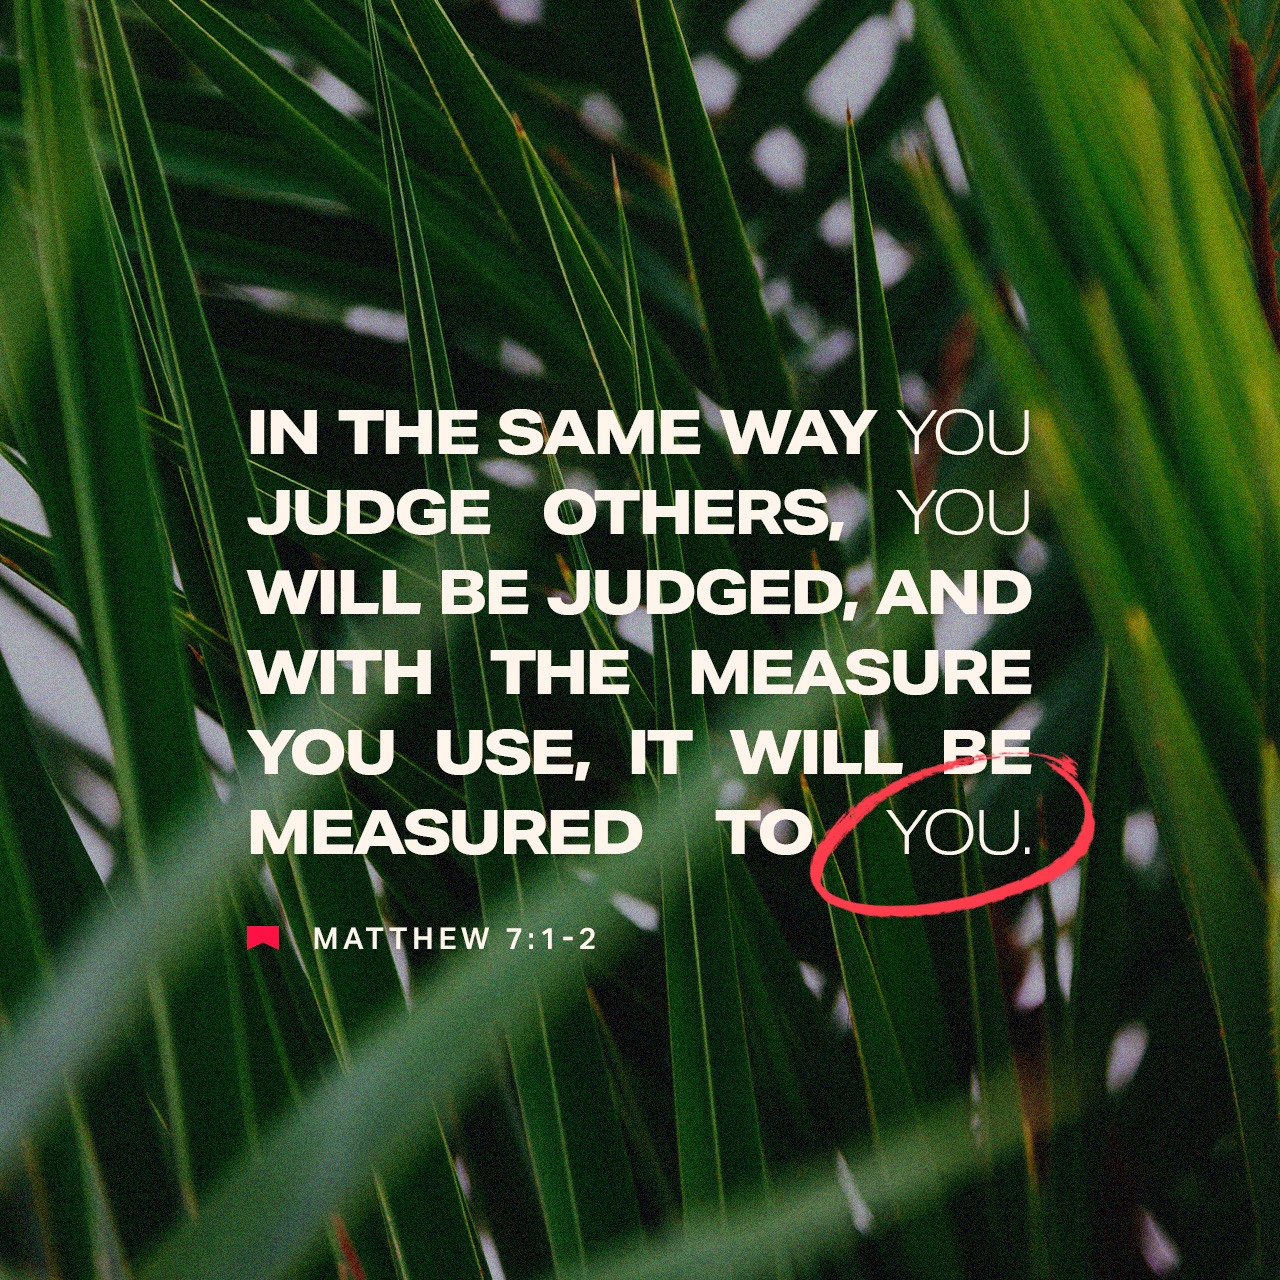 IN THE SAME WAY YOU
JUDGE OTHERS, YOU
WILL BE JUDGED, AND
WITH THE MEASURE
YOU USE, IT WILL BE
MEASURED TO YOU.
MATTHEW 7:1-2